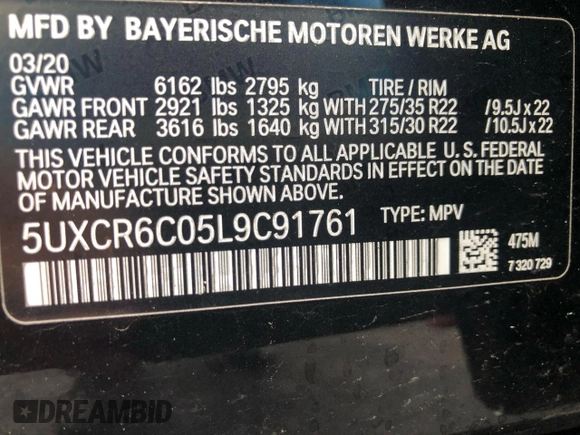 MFD BY BAYERISCHE MOTOREN WERKE AG
03/20
GVWR 6162 lbs 2795 kg TIRE / RIM
GAWR FRONT 2921 lbs 1325 kg WITH 275/35 R22 /9.5J x 22
GAWR REAR 3616 lbs 1640 kg WITH 315/30 R22 /10.5J x 22
THIS VEHICLE CONFORMS TO ALL APPLICABLE U. S. FEDERAL
MOTOR VEHICLE SAFETY STANDARDS IN EFFECT ON THE DATE
OF MANUFACTURE SHOWN ABOVE.
5UXCR6C05L9C91761 TYPE: MPV
475M
7 320 729
DREAMBID